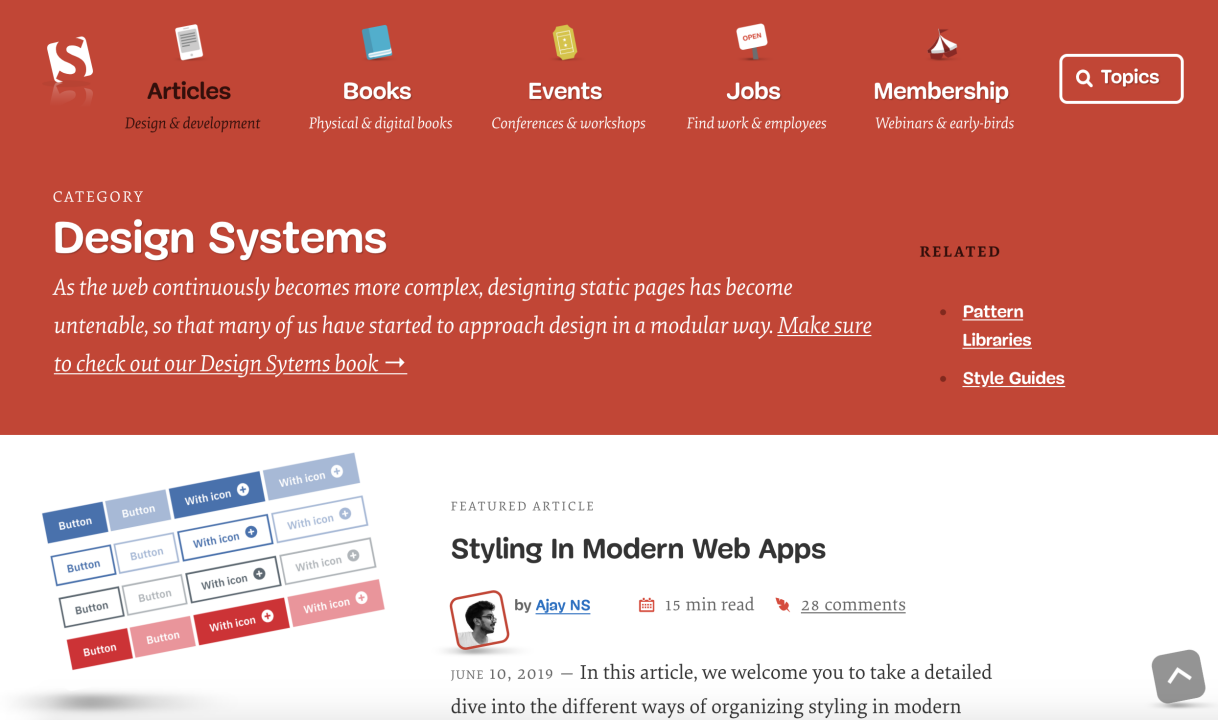 S
OPEN
Articles
Books
Events
Jobs
Membership
Topics
Design & development
Physical & digital books
Conferences & workshops
Find work & employees
Webinars & early-birds
CATEGORY
Design Systems
As the web continuously becomes more complex, designing static pages has become
untenable, so that many of us have started to approach design in a modular way. Make sure
to check out our Design Sytems book →
RELATED
• Pattern
Libraries
• Style Guides
Button Button With icon With icon
Button Button With icon With icon
Button Button With icon With icon
Button Button With icon With icon
FEATURED ARTICLE
Styling In Modern Web Apps
by Ajay NS 15 min read 28 comments
JUNE 10, 2019 — In this article, we welcome you to take a detailed
dive into the different ways of organizing styling in modern